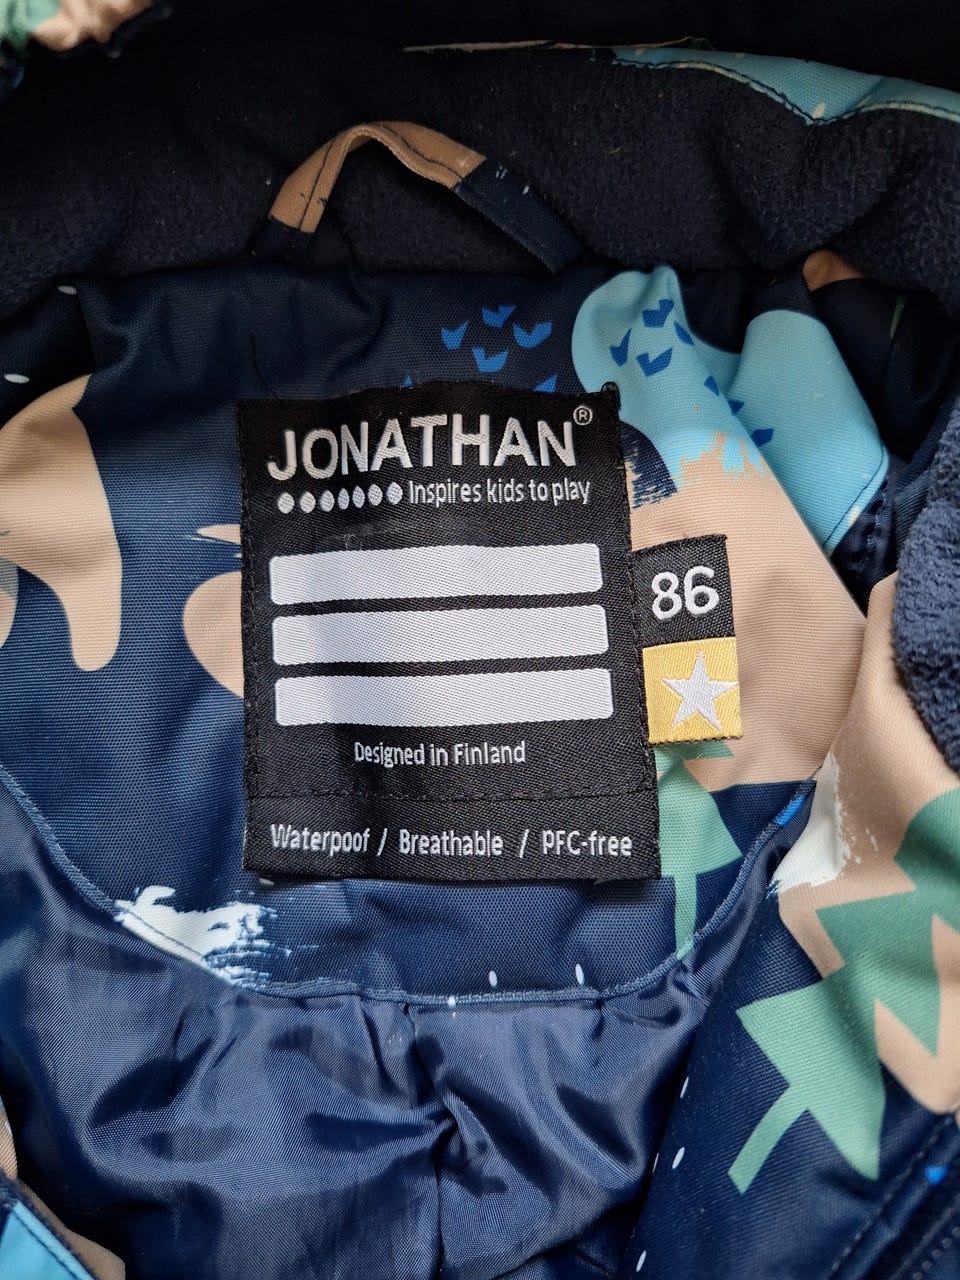 JONATHAN®
Inspires kids to play
86
Designed in Finland
Waterpoof / Breathable / PFC-free